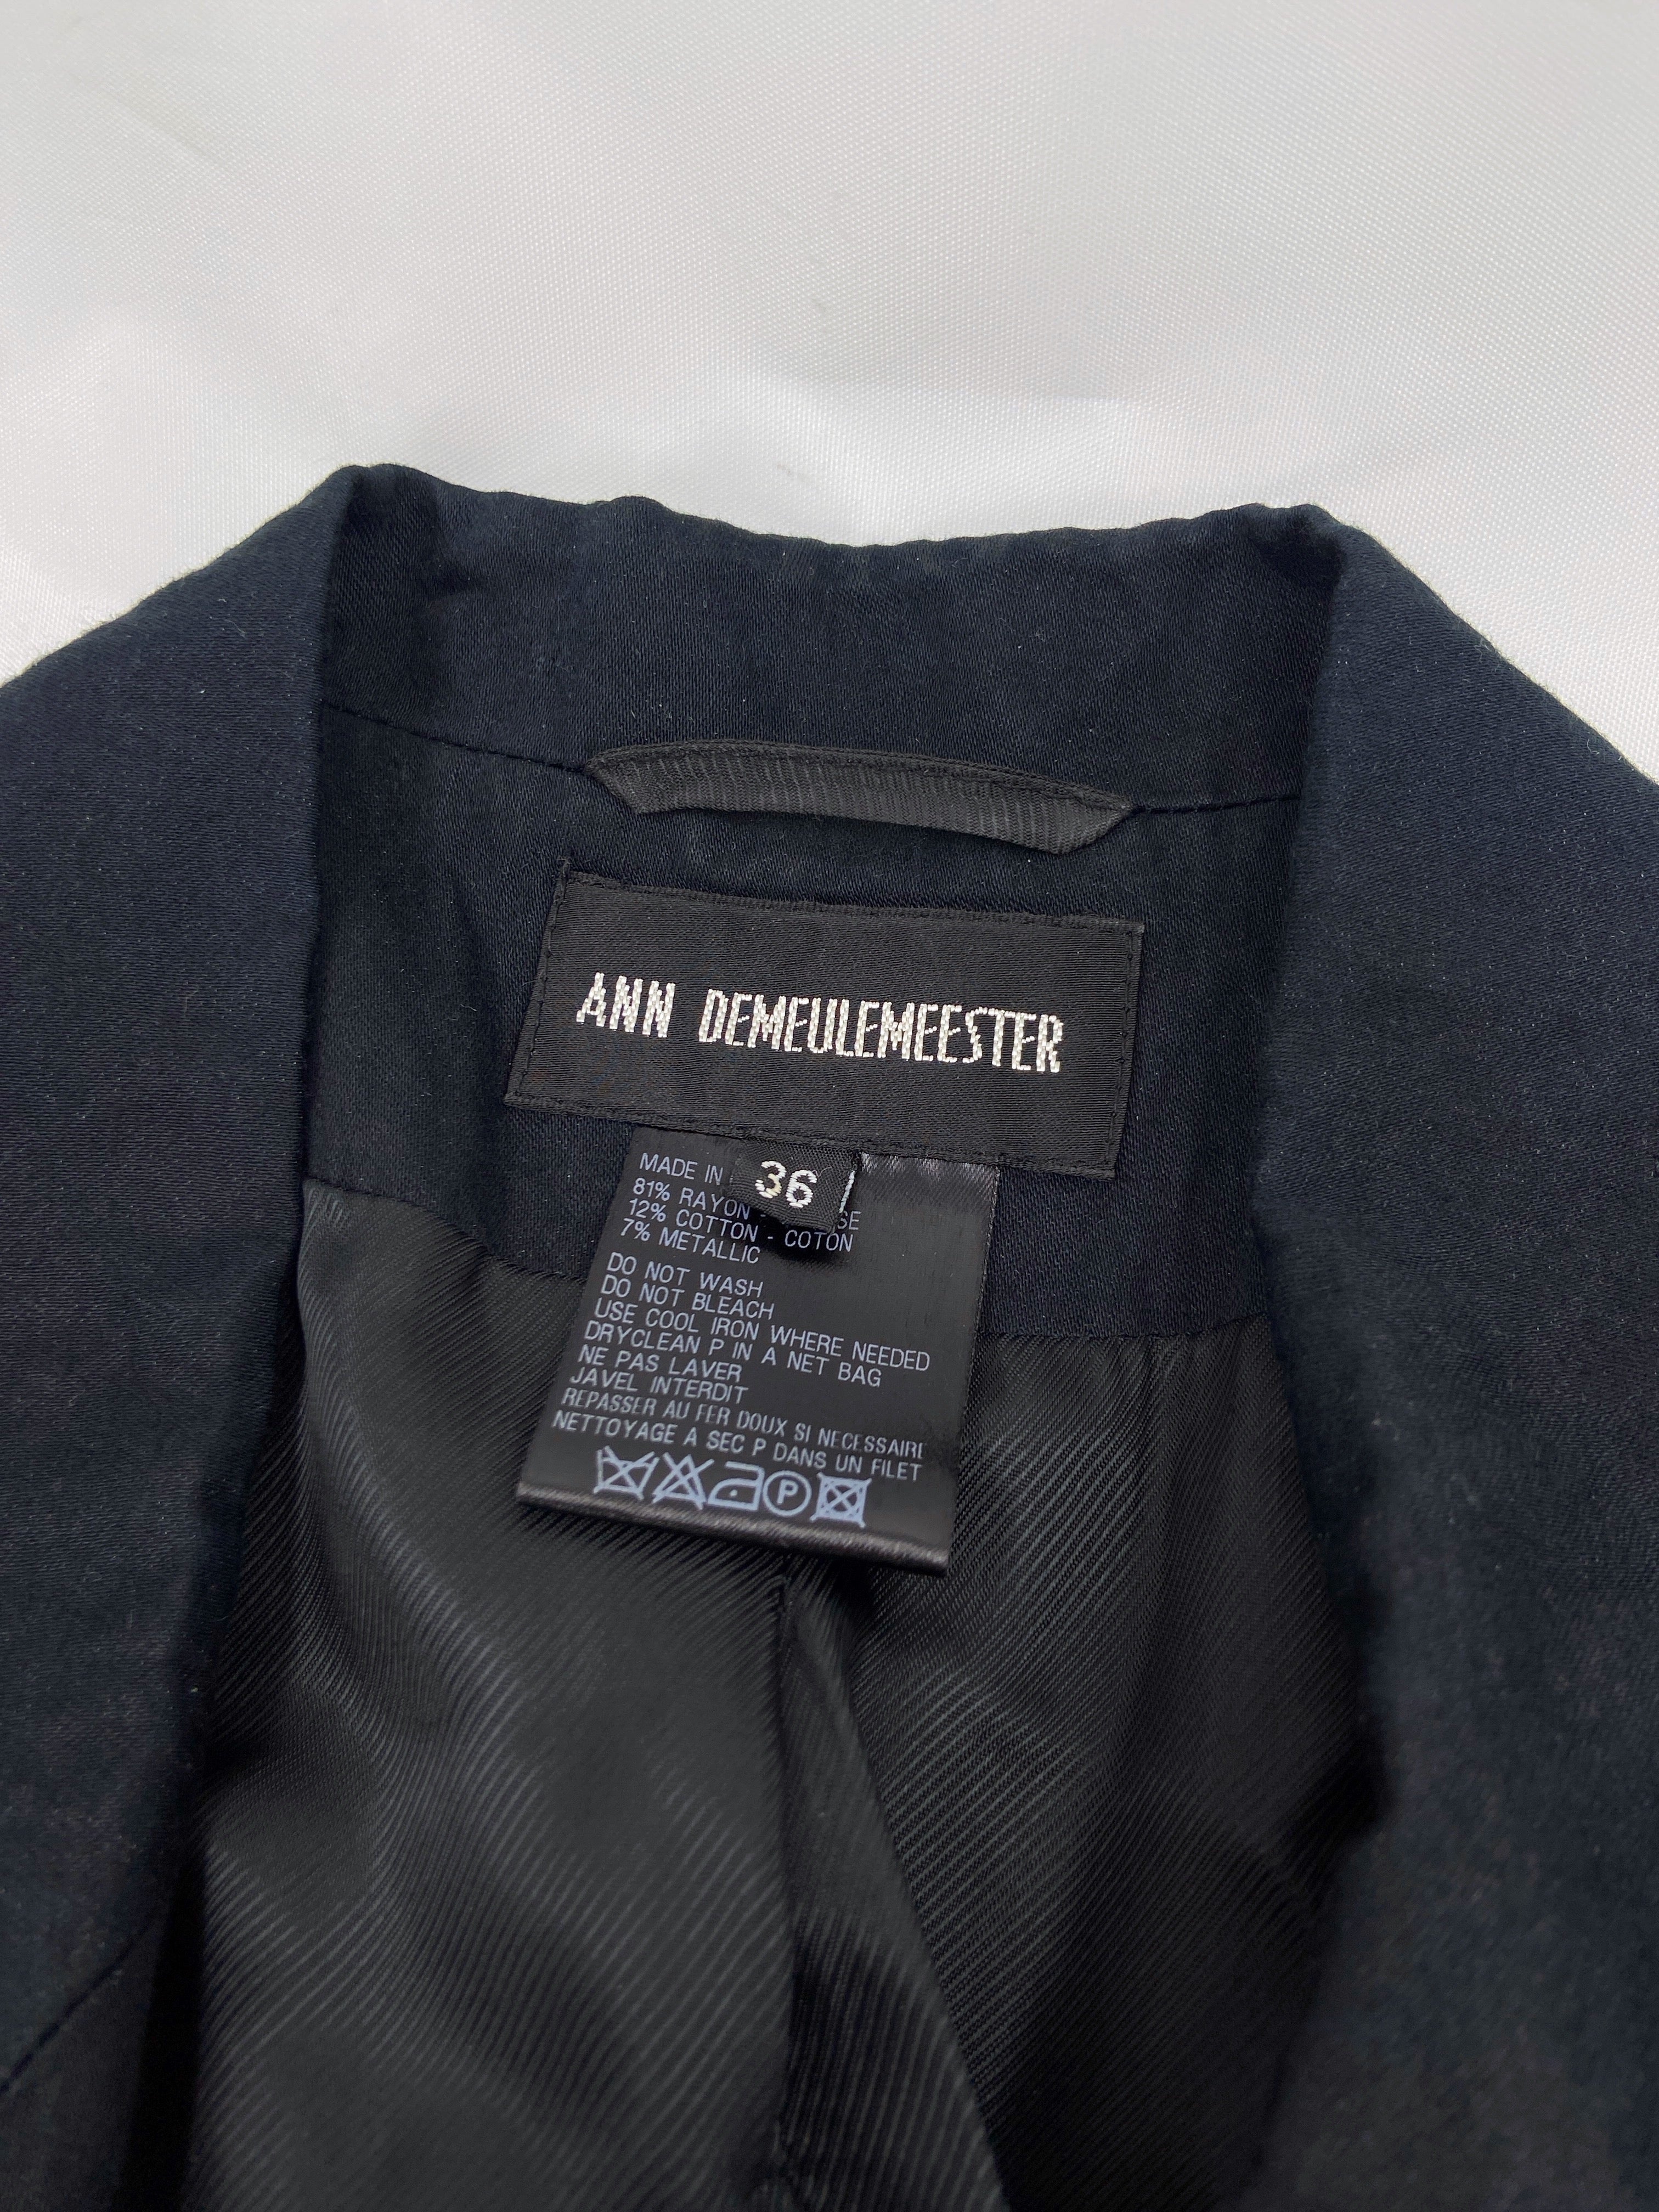 ANN DEMEULEMEESTER
36
MADE IN
81% RAYON -
12% COTTON - COTON
7% METALLIC
DO NOT WASH
DO NOT BLEACH
USE COOL IRON WHERE NEEDED
DRYCLEAN P IN A NET BAG
NE PAS LAVER
JAVEL INTERDIT
REPASSER AU FER DOUX SI NECESSAIRE
NETTOYAGE A SEC P DANS UN FILET
P